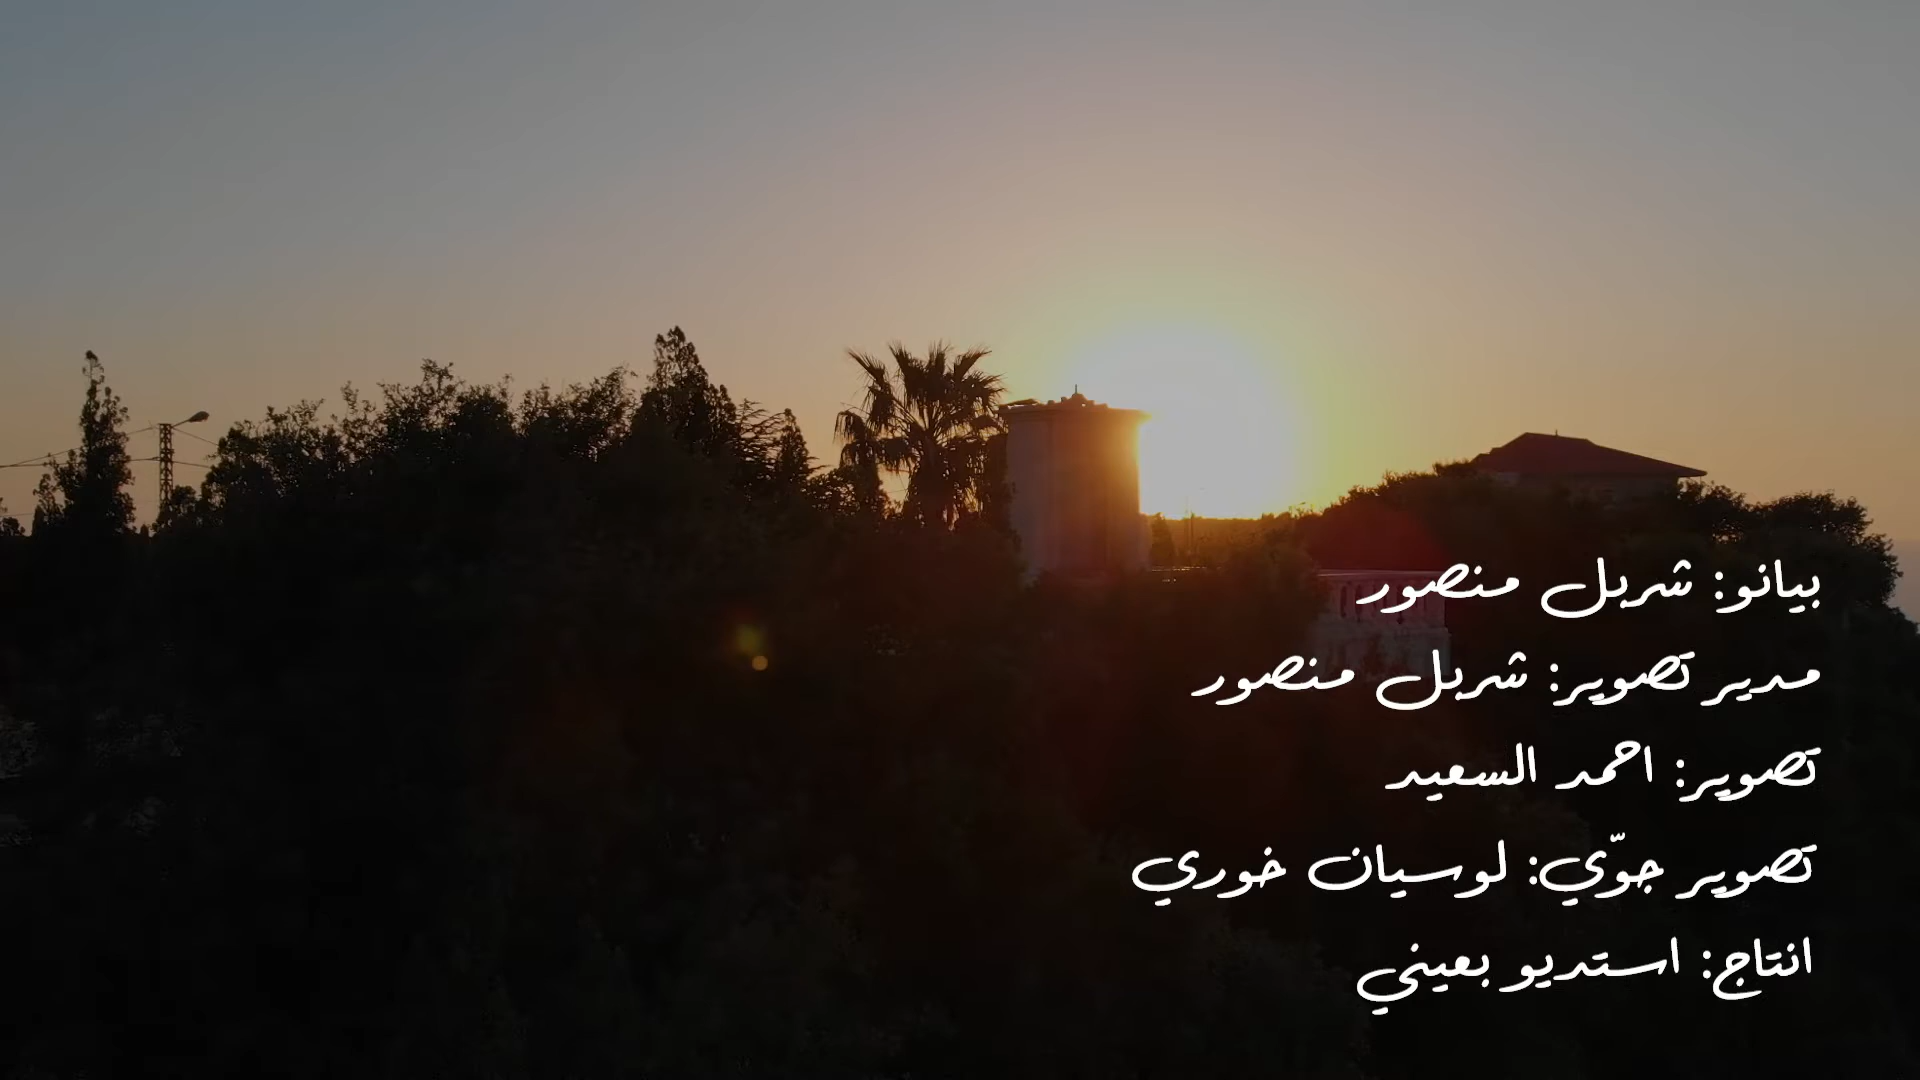 بيانو: شربل منصور
مدير تصوير: شربل منصور
تصوير: احمد السعيد
تصوير جوّي: لوسيان خوري
انتاج: استديو بعيني